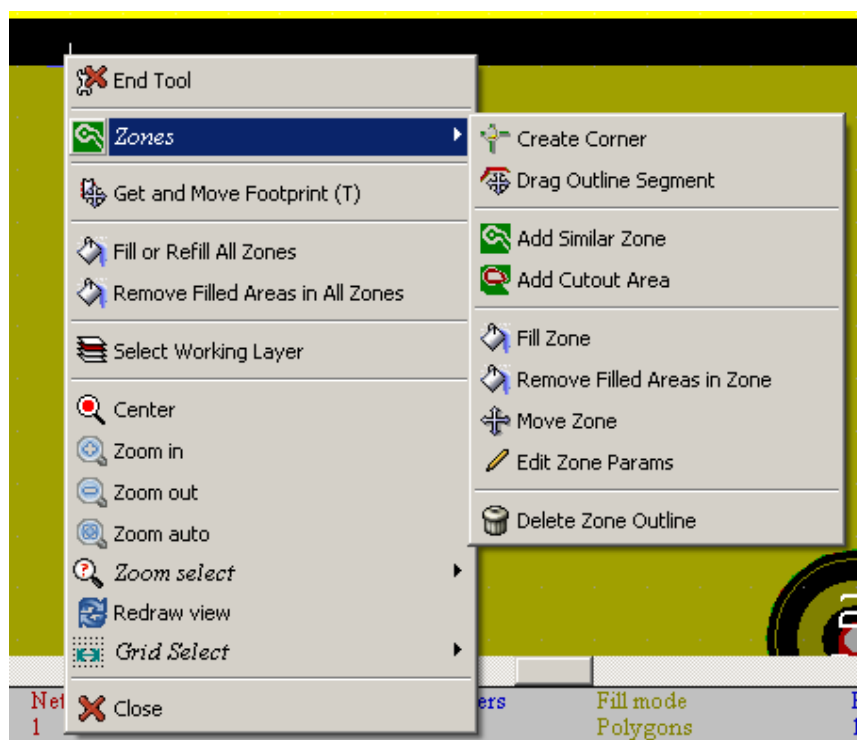 End Tool
Zones
Get and Move Footprint (T)
Fill or Refill All Zones
Remove Filled Areas in All Zones
Select Working Layer
Center
Zoom in
Zoom out
Zoom auto
Zoom select
Redraw view
Grid Select
Close
Create Corner
Drag Outline Segment
Add Similar Zone
Add Cutout Area
Fill Zone
Remove Filled Areas in Zone
Move Zone
Edit Zone Params
Delete Zone Outline
Net
1
ers
Fill mode
Polygons